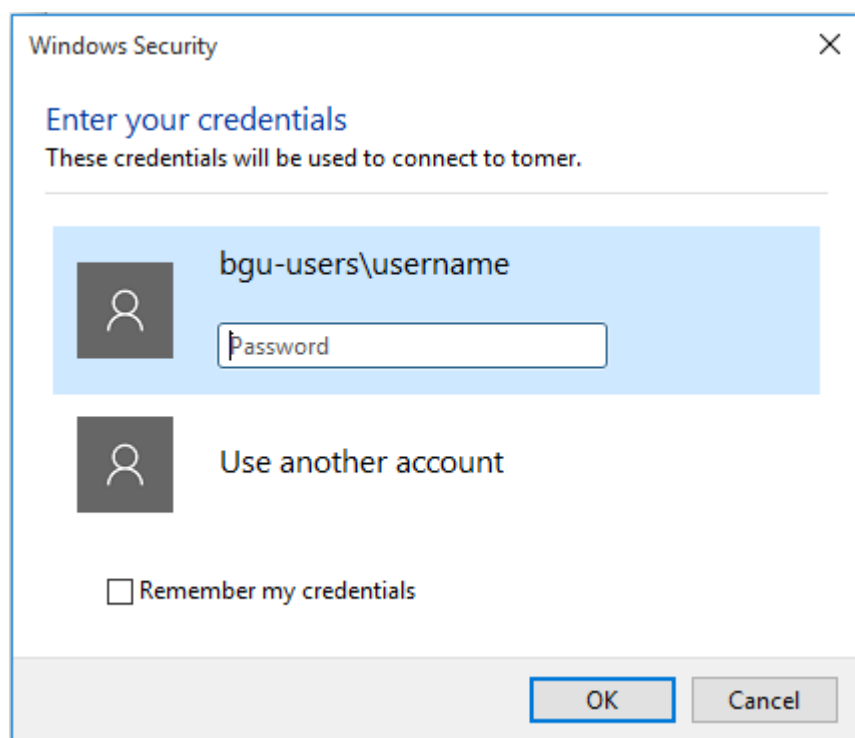 Windows Security
Enter your credentials
These credentials will be used to connect to tomer.
bgu-users\username
Password
Use another account
Remember my credentials
OK Cancel